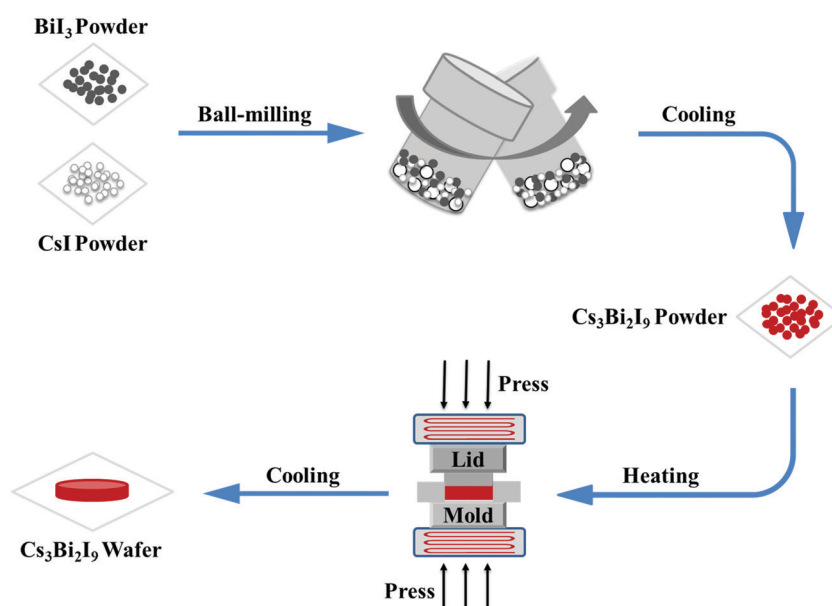 BiI₃ Powder
Ball-milling
Cooling
CsI Powder
Cs₃Bi₂I₉ Powder
Press
Lid
Heating
Cooling
Mold
Cs₃Bi₂I₉ Wafer
Press